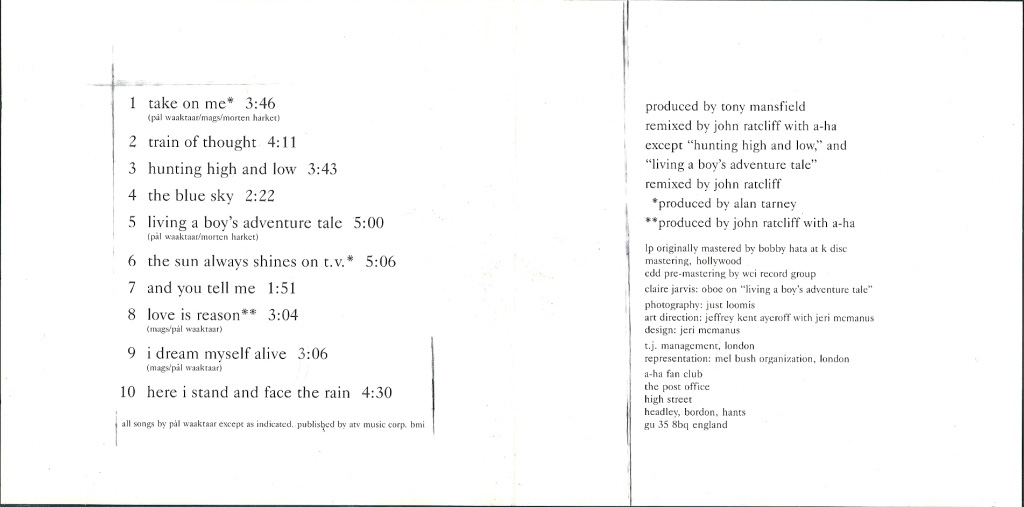 1 take on me* 3:46
(pål waaktaar/mags/morten harket)
2 train of thought 4:11
3 hunting high and low 3:43
4 the blue sky 2:22
5 living a boy's adventure tale 5:00
(pål waaktaar/morten harket)
6 the sun always shines on t.v.* 5:06
7 and you tell me 1:51
8 love is reason** 3:04
(mags/pål waaktaar)
9 i dream myself alive 3:06
(mags/pål waaktaar)
10 here i stand and face the rain 4:30
all songs by pål waaktaar except as indicated. published by atv music corp. bmi
produced by tony mansfield
remixed by john ratcliff with a-ha
except "hunting high and low," and
"living a boy's adventure tale"
remixed by john ratcliff
*produced by alan tarney
**produced by john ratcliff with a-ha
lp originally mastered by bobby hata at k disc
mastering, hollywood
cdd pre-mastering by wci record group
claire jarvis: oboe on "living a boy's adventure tale"
photography: just loomis
art direction: jeffrey kent ayeroff with jeri mcmanus
design: jeri mcmanus
t.j. management, london
representation: mel bush organization, london
a-ha fan club
the post office
high street
headley, bordon, hants
gu 35 8bq england